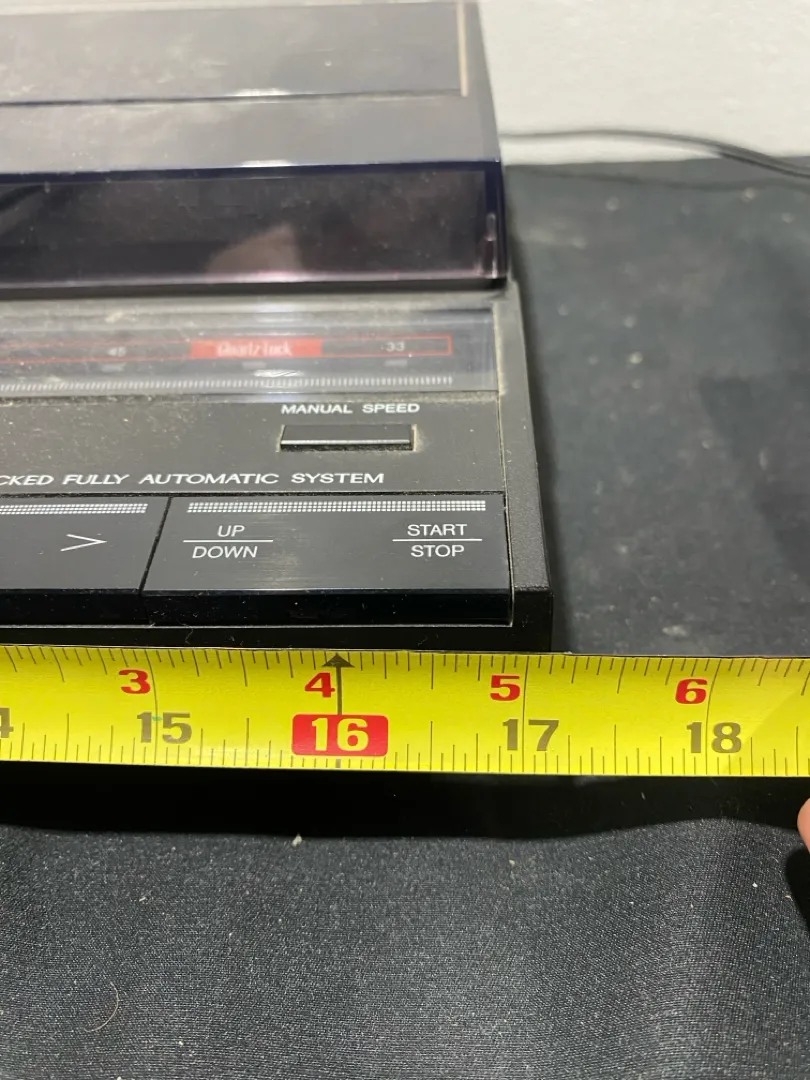 45 Quartz Lock 33
MANUAL SPEED
CKED FULLY AUTOMATIC SYSTEM
>
UP
DOWN
START
STOP
3 4 5 6
15 16 17 18